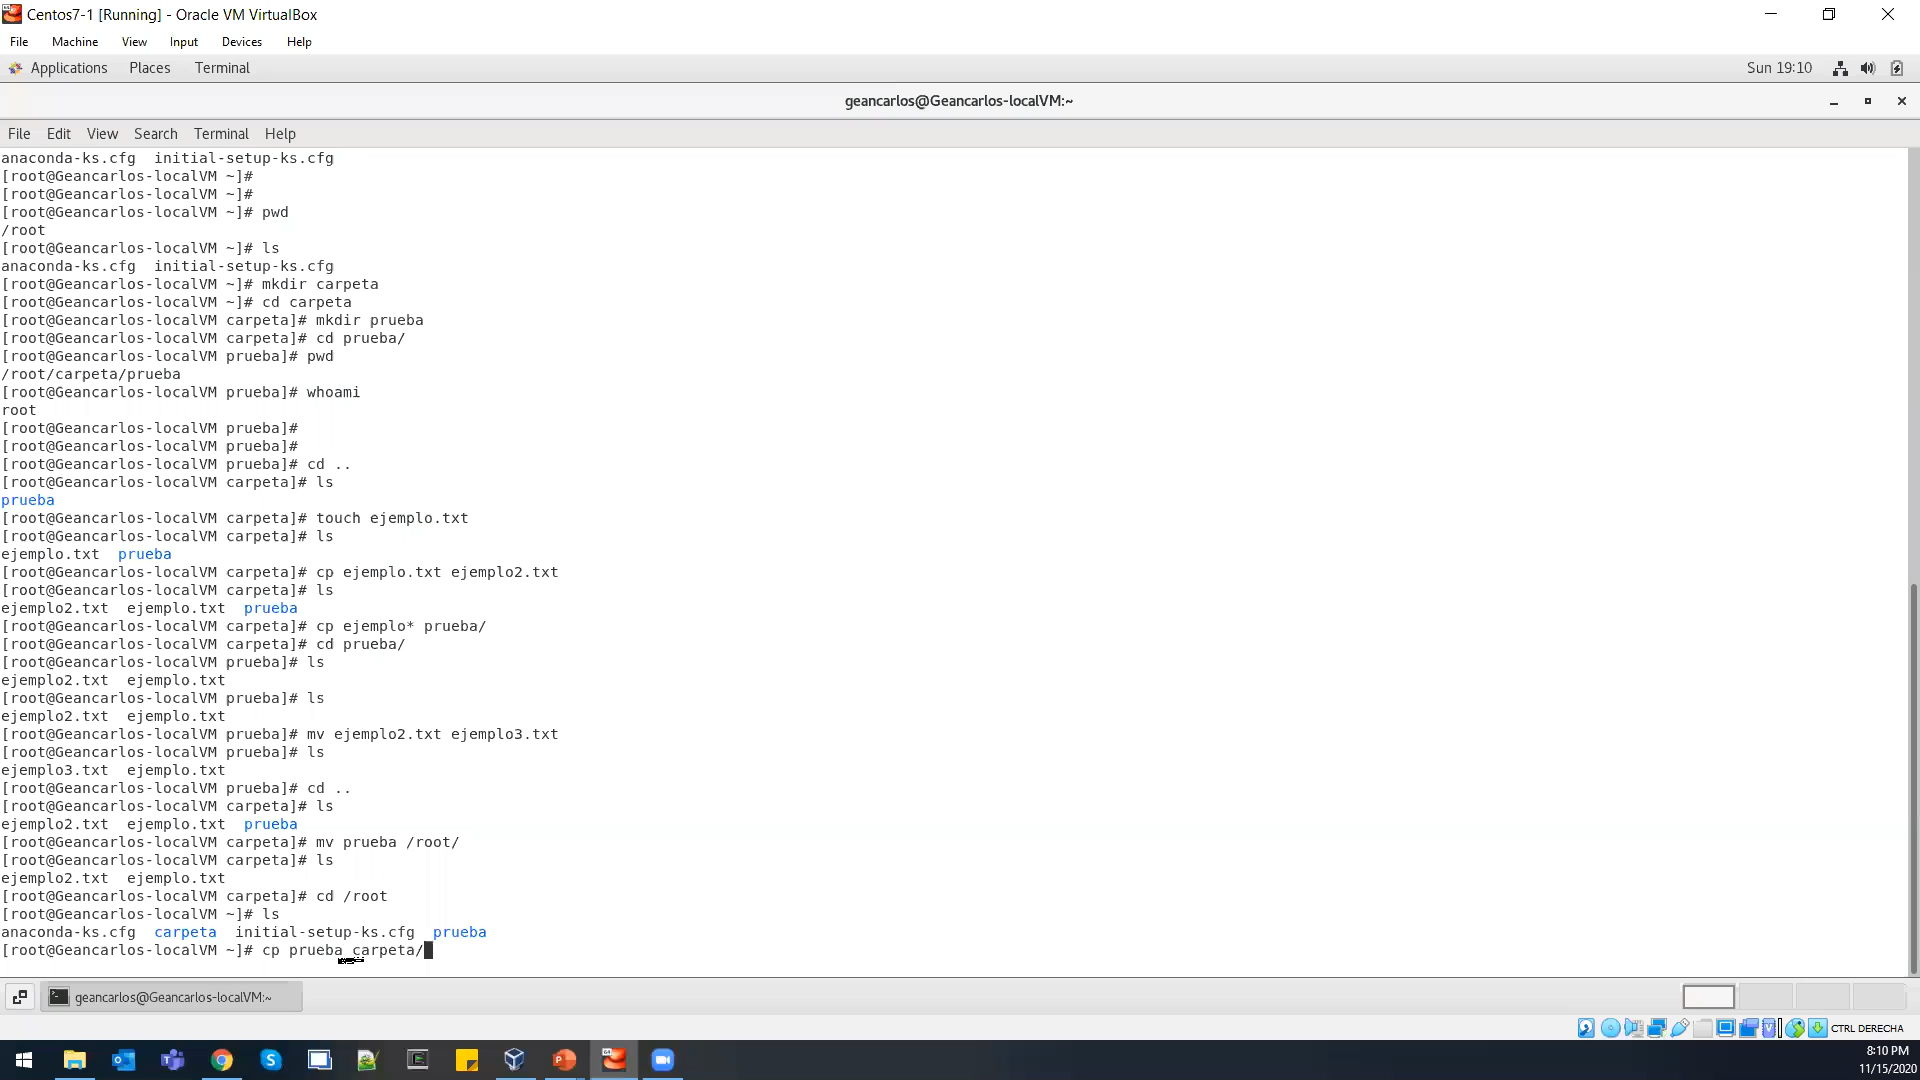 Centos7-1 [Running] - Oracle VM VirtualBox
File Machine View Input Devices Help
Applications Places Terminal Sun 19:10
geancarlos@Geancarlos-localVM:~
File Edit View Search Terminal Help
anaconda-ks.cfg  initial-setup-ks.cfg
[root@Geancarlos-localVM ~]#
[root@Geancarlos-localVM ~]#
[root@Geancarlos-localVM ~]# pwd
/root
[root@Geancarlos-localVM ~]# ls
anaconda-ks.cfg  initial-setup-ks.cfg
[root@Geancarlos-localVM ~]# mkdir carpeta
[root@Geancarlos-localVM ~]# cd carpeta
[root@Geancarlos-localVM carpeta]# mkdir prueba
[root@Geancarlos-localVM carpeta]# cd prueba/
[root@Geancarlos-localVM prueba]# pwd
/root/carpeta/prueba
[root@Geancarlos-localVM prueba]# whoami
root
[root@Geancarlos-localVM prueba]#
[root@Geancarlos-localVM prueba]#
[root@Geancarlos-localVM prueba]# cd ..
[root@Geancarlos-localVM carpeta]# ls
prueba
[root@Geancarlos-localVM carpeta]# touch ejemplo.txt
[root@Geancarlos-localVM carpeta]# ls
ejemplo.txt  prueba
[root@Geancarlos-localVM carpeta]# cp ejemplo.txt ejemplo2.txt
[root@Geancarlos-localVM carpeta]# ls
ejemplo2.txt  ejemplo.txt  prueba
[root@Geancarlos-localVM carpeta]# cp ejemplo* prueba/
[root@Geancarlos-localVM carpeta]# cd prueba/
[root@Geancarlos-localVM prueba]# ls
ejemplo2.txt  ejemplo.txt
[root@Geancarlos-localVM prueba]# ls
ejemplo2.txt  ejemplo.txt
[root@Geancarlos-localVM prueba]# mv ejemplo2.txt ejemplo3.txt
[root@Geancarlos-localVM prueba]# ls
ejemplo3.txt  ejemplo.txt
[root@Geancarlos-localVM prueba]# cd ..
[root@Geancarlos-localVM carpeta]# ls
ejemplo2.txt  ejemplo.txt  prueba
[root@Geancarlos-localVM carpeta]# mv prueba /root/
[root@Geancarlos-localVM carpeta]# ls
ejemplo2.txt  ejemplo.txt
[root@Geancarlos-localVM carpeta]# cd /root
[root@Geancarlos-localVM ~]# ls
anaconda-ks.cfg  carpeta  initial-setup-ks.cfg  prueba
[root@Geancarlos-localVM ~]# cp prueba carpeta/
geancarlos@Geancarlos-localVM:~
CTRL DERECHA
8:10 PM
11/15/2020